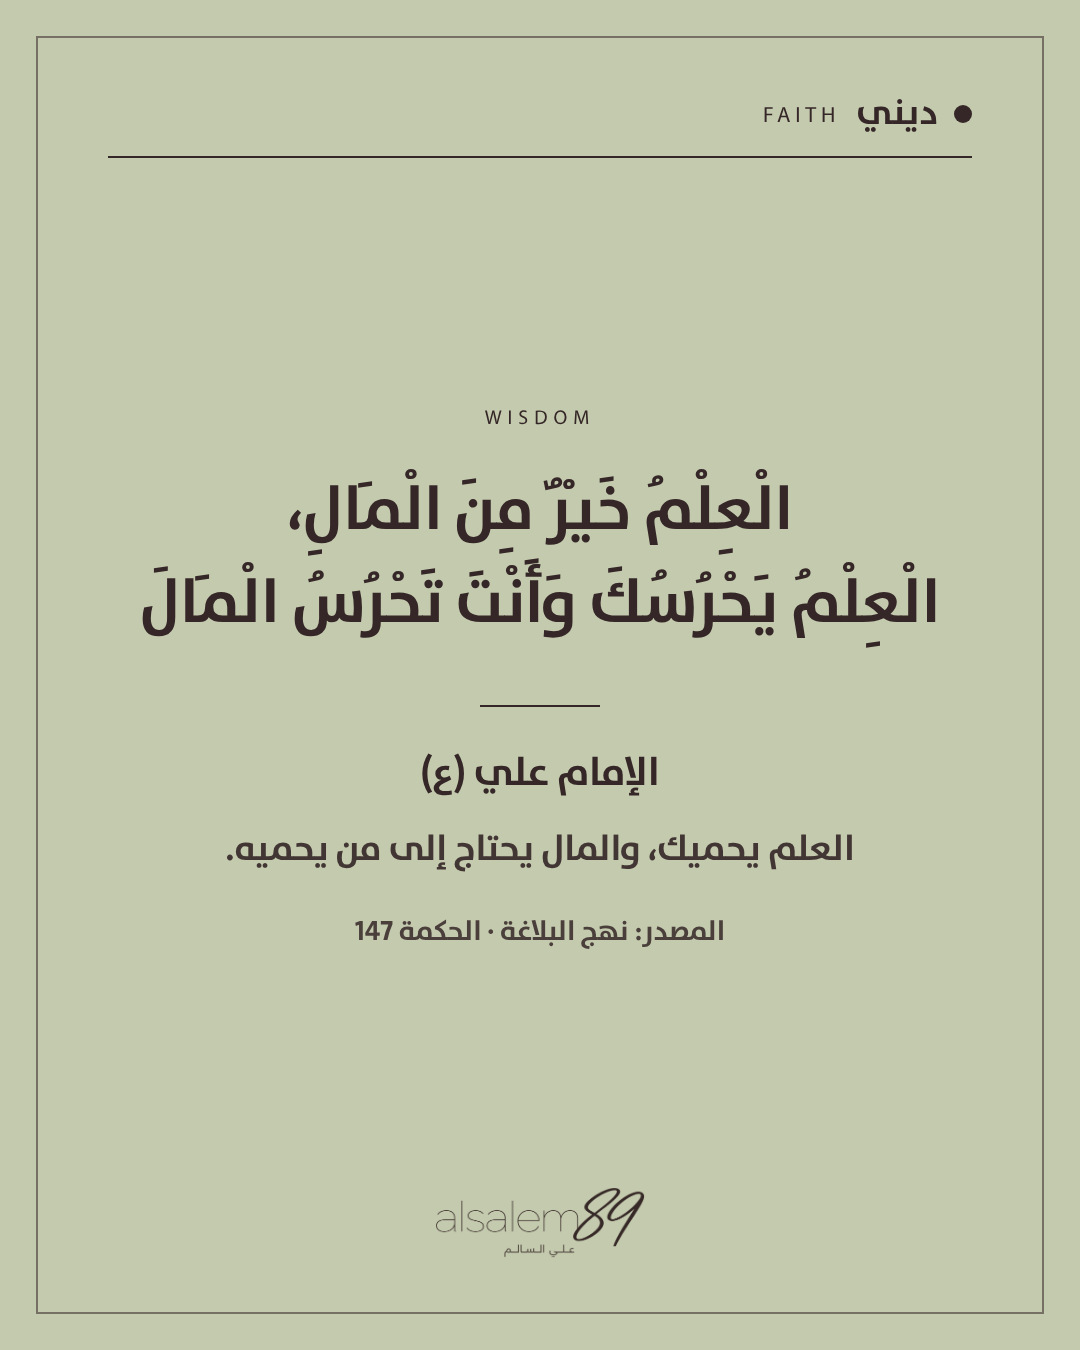 ديني FAITH
WISDOM
الْعِلْمُ خَيْرٌ مِنَ الْمَالِ،
الْعِلْمُ يَحْرُسُكَ وَأَنْتَ تَحْرُسُ الْمَالَ
الإمام علي (ع)
العلم يحميك، والمال يحتاج إلى من يحميه.
المصدر: نهج البلاغة · الحكمة 147
alsalem89
علي السالم